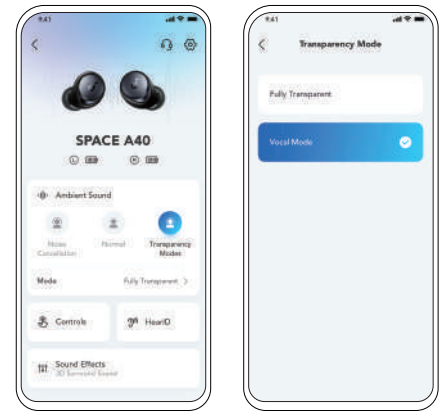 9:41
SPACE A40
L
R
Ambient Sound
Noise
Cancellation
Normal
Transparency
Modes
Mode
Fully Transparent >
Controls
HearID
Sound Effects
3D Surround Sound
9:41
Transparency Mode
Fully Transparent
Vocal Mode